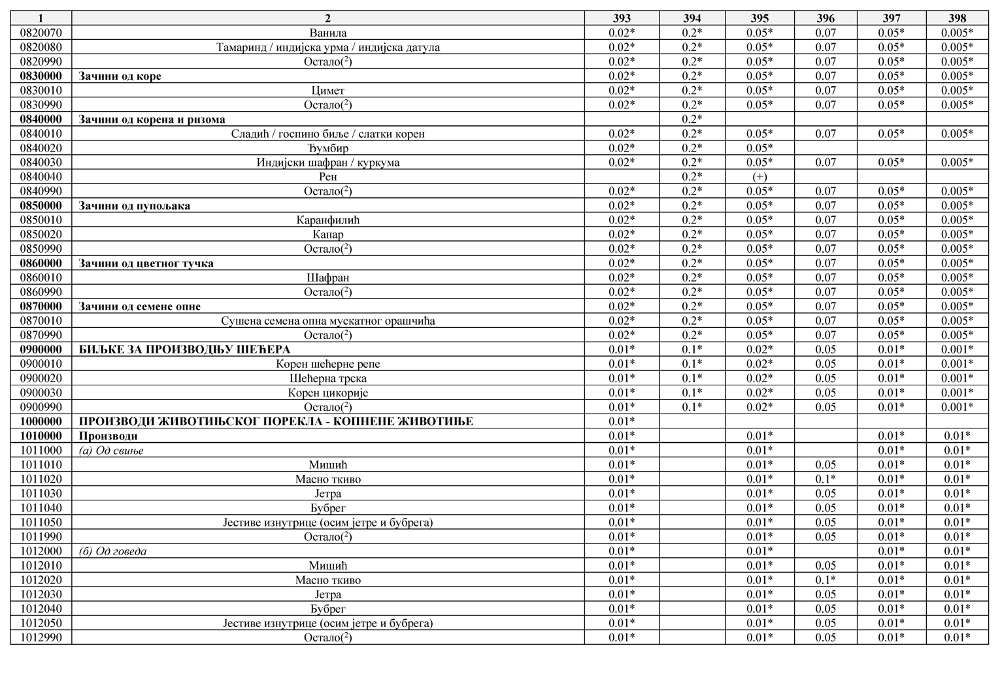 1 2 393 394 395 396 397 398
0820070 Ванила 0.02* 0.2* 0.05* 0.07 0.05* 0.005*
0820080 Тамаринд / индијска урма / индијска датула 0.02* 0.2* 0.05* 0.07 0.05* 0.005*
0820990 Остало(2) 0.02* 0.2* 0.05* 0.07 0.05* 0.005*
0830000 Зачини од коре 0.02* 0.2* 0.05* 0.07 0.05* 0.005*
0830010 Цимет 0.02* 0.2* 0.05* 0.07 0.05* 0.005*
0830990 Остало(2) 0.02* 0.2* 0.05* 0.07 0.05* 0.005*
0840000 Зачини од корена и ризома 0.2*
0840010 Сладић / госпино биље / слатки корен 0.02* 0.2* 0.05* 0.07 0.05* 0.005*
0840020 Ђумбир 0.02* 0.2* 0.05*
0840030 Индијски шафран / куркума 0.02* 0.2* 0.05* 0.07 0.05* 0.005*
0840040 Рен 0.2* (+)
0840990 Остало(2) 0.02* 0.2* 0.05* 0.07 0.05* 0.005*
0850000 Зачини од пупољака 0.02* 0.2* 0.05* 0.07 0.05* 0.005*
0850010 Каранфилић 0.02* 0.2* 0.05* 0.07 0.05* 0.005*
0850020 Капар 0.02* 0.2* 0.05* 0.07 0.05* 0.005*
0850990 Остало(2) 0.02* 0.2* 0.05* 0.07 0.05* 0.005*
0860000 Зачини од цветног тучка 0.02* 0.2* 0.05* 0.07 0.05* 0.005*
0860010 Шафран 0.02* 0.2* 0.05* 0.07 0.05* 0.005*
0860990 Остало(2) 0.02* 0.2* 0.05* 0.07 0.05* 0.005*
0870000 Зачини од семене опне 0.02* 0.2* 0.05* 0.07 0.05* 0.005*
0870010 Сушена семена опна мускатног орашчића 0.02* 0.2* 0.05* 0.07 0.05* 0.005*
0870990 Остало(2) 0.02* 0.2* 0.05* 0.07 0.05* 0.005*
0900000 БИЉКЕ ЗА ПРОИЗВОДЊУ ШЕЋЕРА 0.01* 0.1* 0.02* 0.05 0.01* 0.001*
0900010 Корен шећерне репе 0.01* 0.1* 0.02* 0.05 0.01* 0.001*
0900020 Шећерна трска 0.01* 0.1* 0.02* 0.05 0.01* 0.001*
0900030 Корен цикорије 0.01* 0.1* 0.02* 0.05 0.01* 0.001*
0900990 Остало(2) 0.01* 0.1* 0.02* 0.05 0.01* 0.001*
1000000 ПРОИЗВОДИ ЖИВОТИЊСКОГ ПОРЕКЛА - КОПНЕНЕ ЖИВОТИЊЕ 0.01*
1010000 Производи 0.01* 0.01* 0.01* 0.01*
1011000 (а) Од свиње 0.01* 0.01* 0.01* 0.01*
1011010 Мишић 0.01* 0.01* 0.05 0.01* 0.01*
1011020 Масно ткиво 0.01* 0.01* 0.1* 0.01* 0.01*
1011030 Јетра 0.01* 0.01* 0.05 0.01* 0.01*
1011040 Бубрег 0.01* 0.01* 0.05 0.01* 0.01*
1011050 Јестиве изнутрице (осим јетре и бубрега) 0.01* 0.01* 0.05 0.01* 0.01*
1011990 Остало(2) 0.01* 0.01* 0.05 0.01* 0.01*
1012000 (б) Од говеда 0.01* 0.01* 0.01* 0.01*
1012010 Мишић 0.01* 0.01* 0.05 0.01* 0.01*
1012020 Масно ткиво 0.01* 0.01* 0.1* 0.01* 0.01*
1012030 Јетра 0.01* 0.01* 0.05 0.01* 0.01*
1012040 Бубрег 0.01* 0.01* 0.05 0.01* 0.01*
1012050 Јестиве изнутрице (осим јетре и бубрега) 0.01* 0.01* 0.05 0.01* 0.01*
1012990 Остало(2) 0.01* 0.01* 0.05 0.01* 0.01*